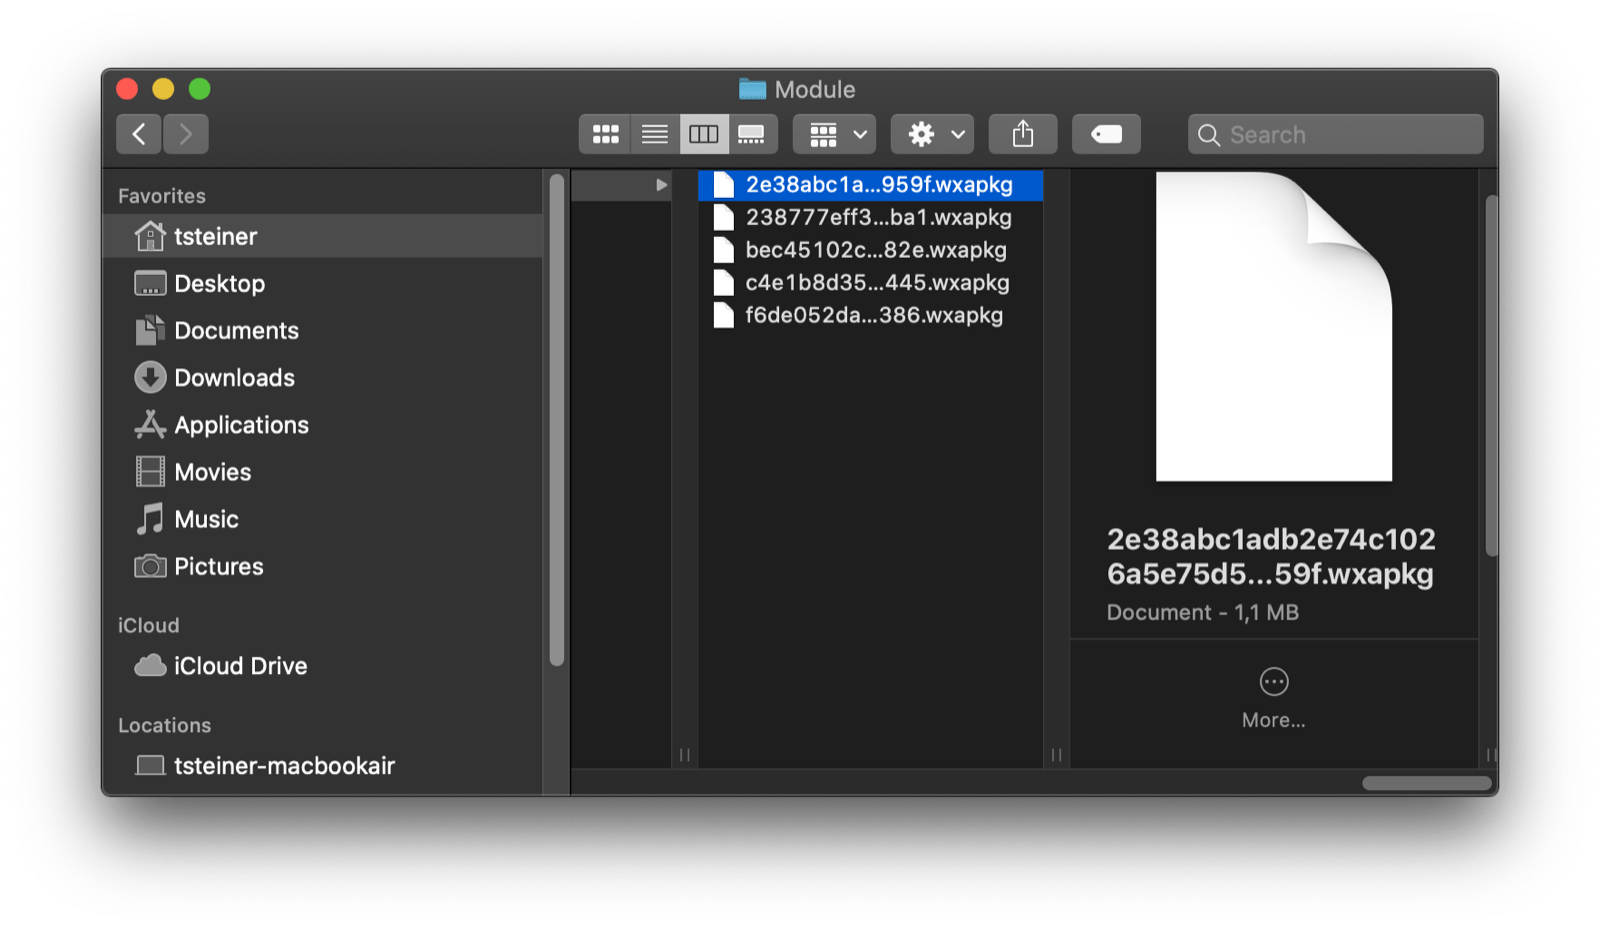 Module
Search
Favorites
tsteiner
Desktop
Documents
Downloads
Applications
Movies
Music
Pictures
iCloud
iCloud Drive
Locations
tsteiner-macbookair
2e38abc1a...959f.wxapkg
238777eff3...ba1.wxapkg
bec45102c...82e.wxapkg
c4e1b8d35...445.wxapkg
f6de052da...386.wxapkg
2e38abc1adb2e74c102
6a5e75d5...59f.wxapkg
Document - 1,1 MB
More...